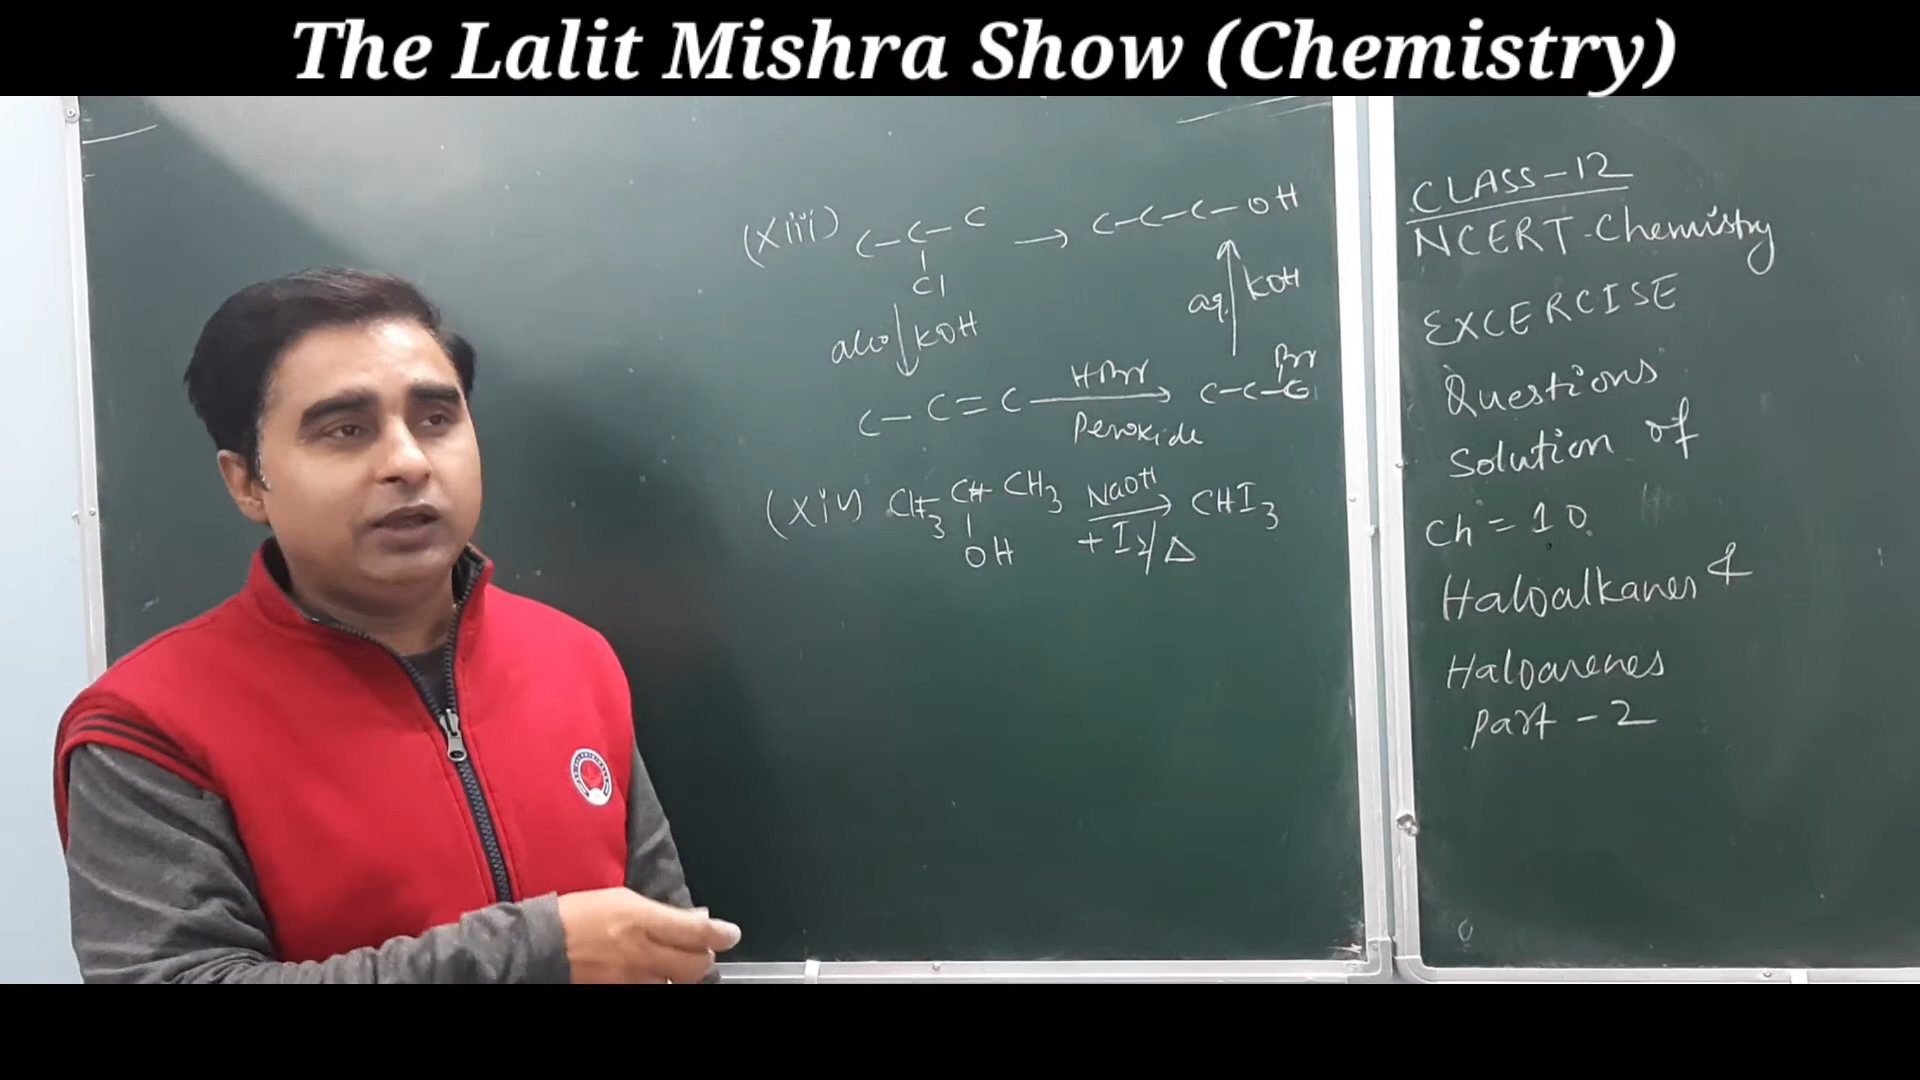 The Lalit Mishra Show (Chemistry)
(Xiii) C-C-C → C-C-C-OH
Cl
alco KOH
aq. KOH
C-C=C HBr Peroxide C-C-C
Br
(Xiv) CH3 CH CH3 NaOH CHI3
OH + I2/Δ
CLASS-12
NCERT-Chemistry
EXCERCISE
Questions
Solution of
Ch = 10
Haloalkanes &
Haloarenes
part - 2